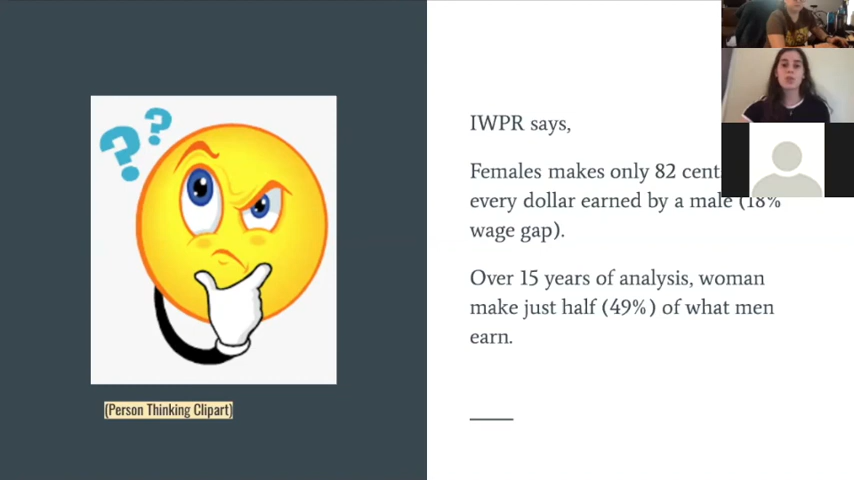 ??
IWPR says,
Females makes only 82
every dollar earned by a male (18%
wage gap).
Over 15 years of analysis, woman
make just half (49%) of what men
earn.
(Person Thinking Clipart)